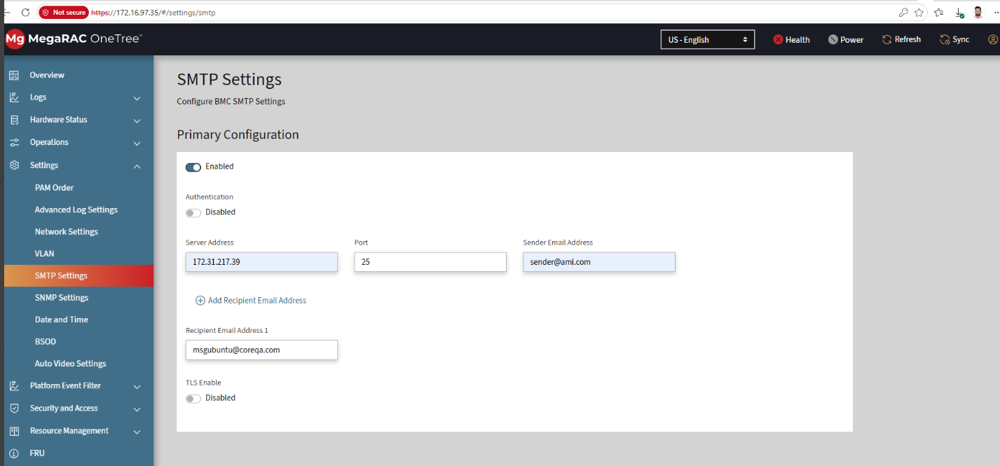 Not secure https://172.16.97.35/#/settings/smtp
Mg MegaRAC OneTree™ US - English Health Power Refresh Sync
Overview
Logs
Hardware Status
Operations
Settings
PAM Order
Advanced Log Settings
Network Settings
VLAN
SMTP Settings
SNMP Settings
Date and Time
BSOD
Auto Video Settings
Platform Event Filter
Security and Access
Resource Management
FRU
SMTP Settings
Configure BMC SMTP Settings
Primary Configuration
Enabled
Authentication
Disabled
Server Address Port Sender Email Address
172.31.217.39 25 sender@ami.com
Add Recipient Email Address
Recipient Email Address 1
msgubuntu@coreqa.com
TLS Enable
Disabled